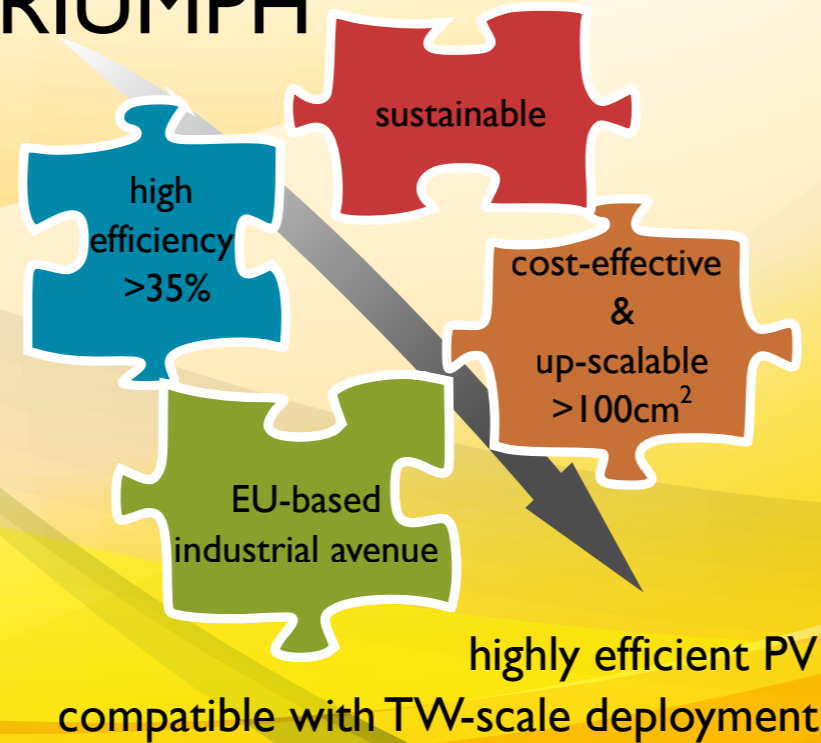 RIUMPH
sustainable
high
efficiency
>35%
cost-effective
&
up-scalable
>100cm²
EU-based
industrial avenue
highly efficient PV
compatible with TW-scale deployment